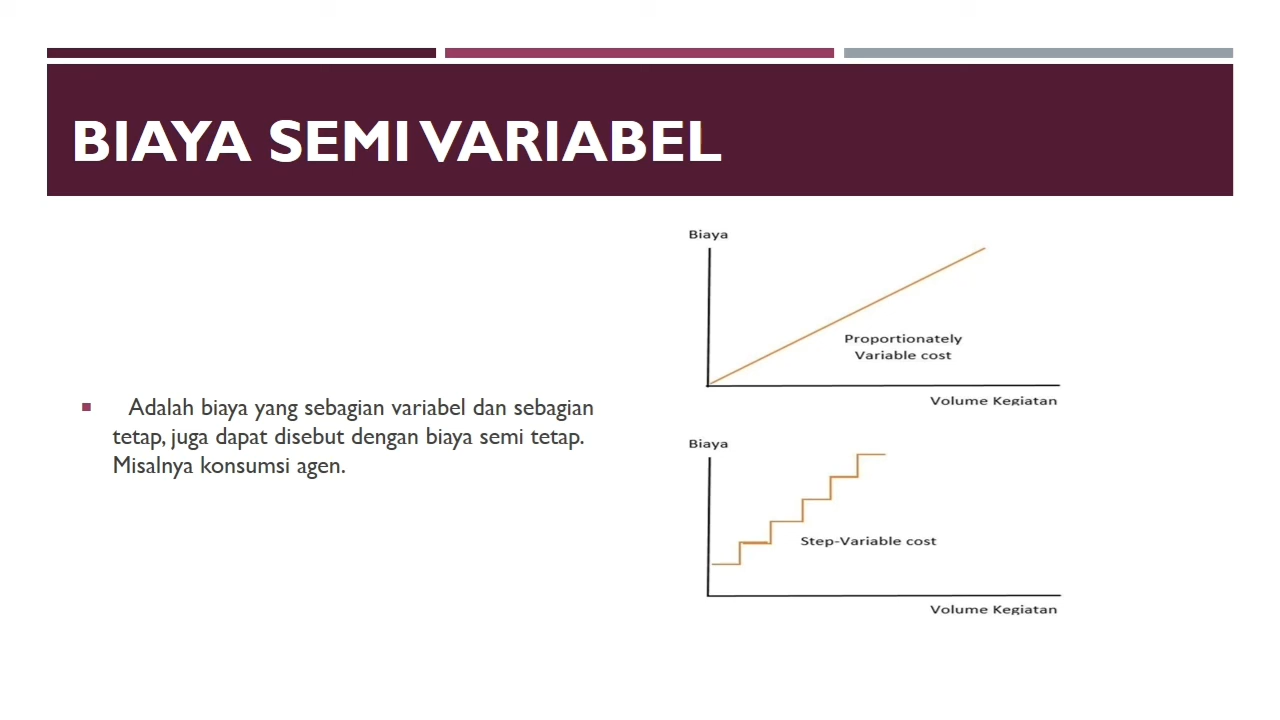 BIAYA SEMI VARIABEL
Adalah biaya yang sebagian variabel dan sebagian
tetap, juga dapat disebut dengan biaya semi tetap.
Misalnya konsumsi agen.
Biaya
Proportionately
Variable cost
Volume Kegiatan
Biaya
Step-Variable cost
Volume Kegiatan